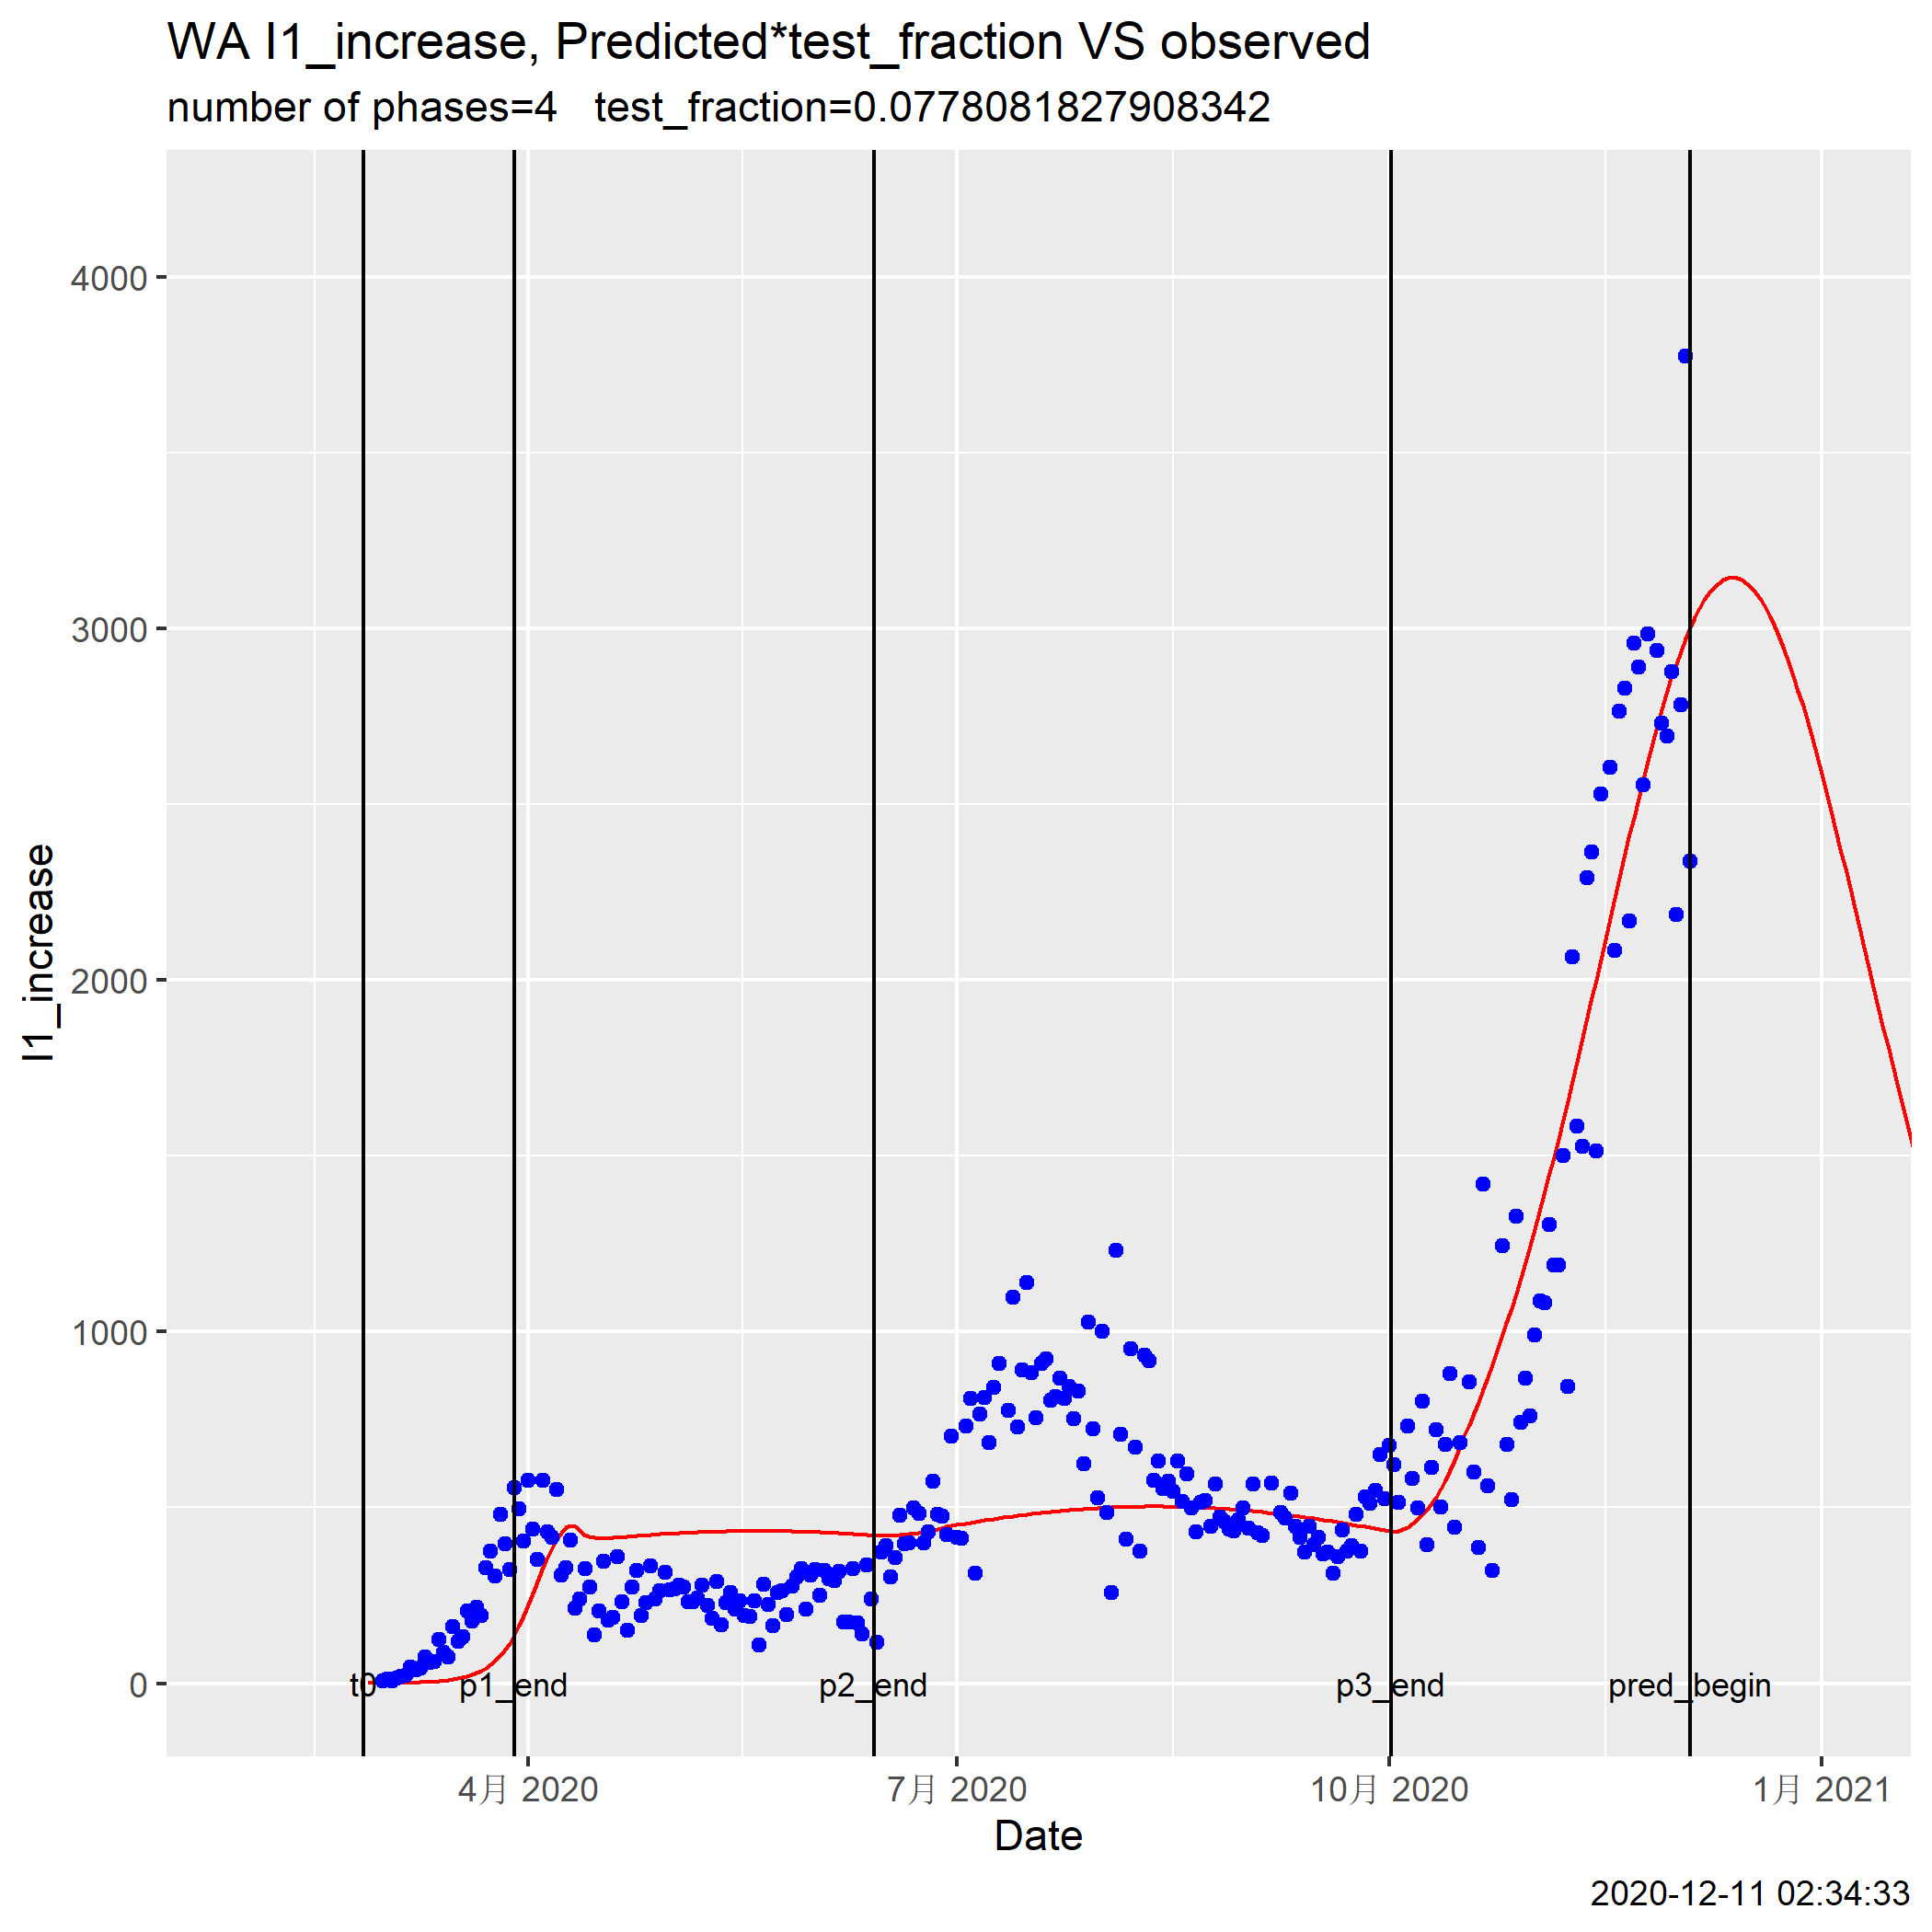 WA I1_increase, Predicted*test_fraction VS observed
number of phases=4 test_fraction=0.0778081827908342
4000
3000
2000
1000
0
I1_increase
t0 p1_end p2_end p3_end pred_begin
4月 2020 7月 2020 10月 2020 1月 2021
Date
2020-12-11 02:34:33